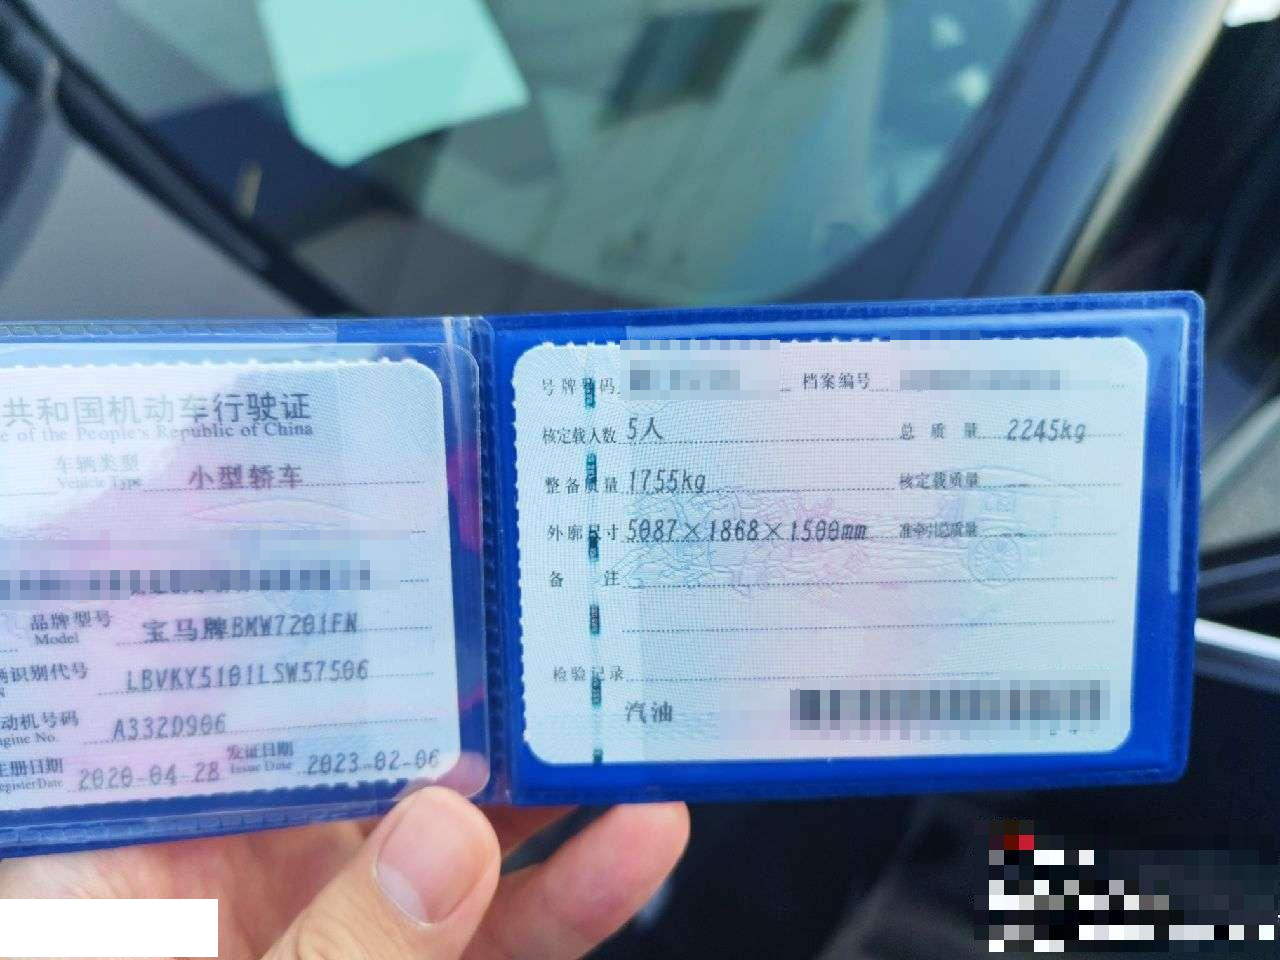 共和国机动车行驶证
e of the People's Republic of China
车辆类型 小型轿车
Vehicle Type
品牌型号 宝马牌BMW7201FN
Model
识别代号 LBVKY5101LSW57506
动机号码 A332D906
ngine No.
册日期 2020-04-28 发证日期 2023-02-06
egister Date Issue Date
号牌号码 档案编号
核定载人数 5人 总质量 2245kg
整备质量 1755kg 核定载质量
外廓尺寸 5087×1868×1500mm 准牵引总质量
备注
检验记录
汽油